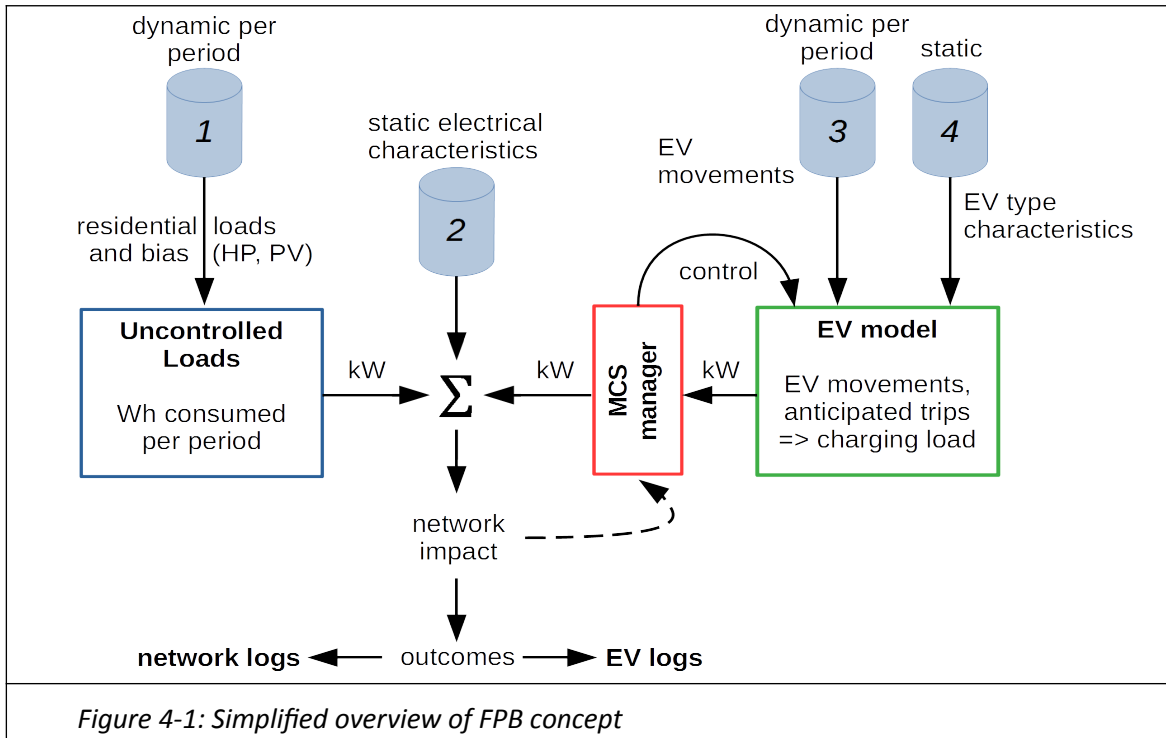 dynamic per
period
1
residential
and bias
loads
(HP, PV)
static electrical
characteristics
2
dynamic per
period
3
static
4
EV
movements
EV type
characteristics
control
Uncontrolled
Loads
Wh consumed
per period
kW
Σ
kW
MCS
manager
kW
EV model
EV movements,
anticipated trips
=> charging load
network
impact
network logs
outcomes
EV logs
Figure 4-1: Simplified overview of FPB concept